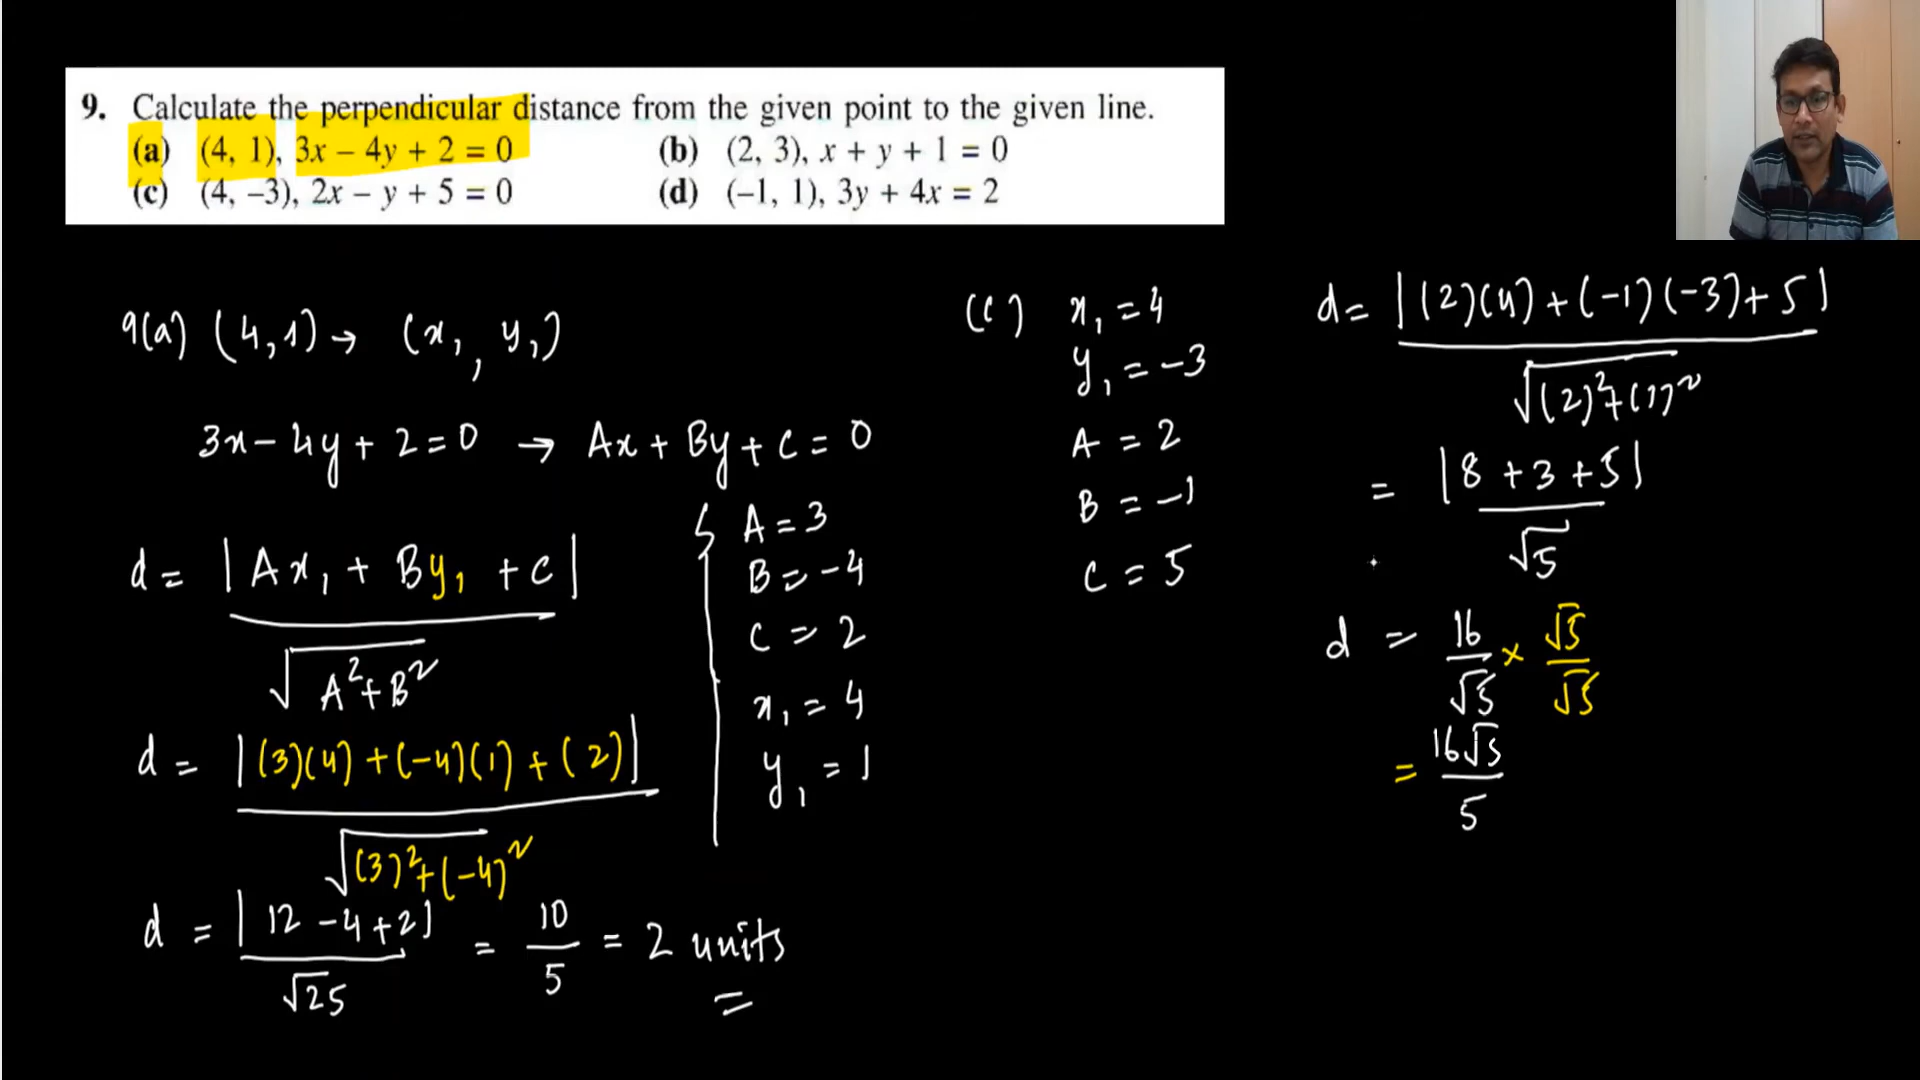 9. Calculate the perpendicular distance from the given point to the given line.
(a) (4, 1), 3x – 4y + 2 = 0 (b) (2, 3), x + y + 1 = 0
(c) (4, –3), 2x – y + 5 = 0 (d) (–1, 1), 3y + 4x = 2
9(a) (4,1) → (x₁, y₁)
3x – 4y + 2 = 0 → Ax + By + C = 0
d = |Ax₁ + By₁ + C|
√A² + B²
A = 3
B = –4
C = 2
x₁ = 4
y₁ = 1
d = |(3)(4) + (–4)(1) + (2)|
√(3)² + (–4)²
d = |12 – 4 + 2| / √25 = 10/5 = 2 units
(c) x₁ = 4
y₁ = –3
A = 2
B = –1
C = 5
d = |(2)(4) + (–1)(–3) + 5|
√(2)² + (1)²
= |8 + 3 + 5|
√5
d = 16/√5 × √5/√5
= 16√5
5